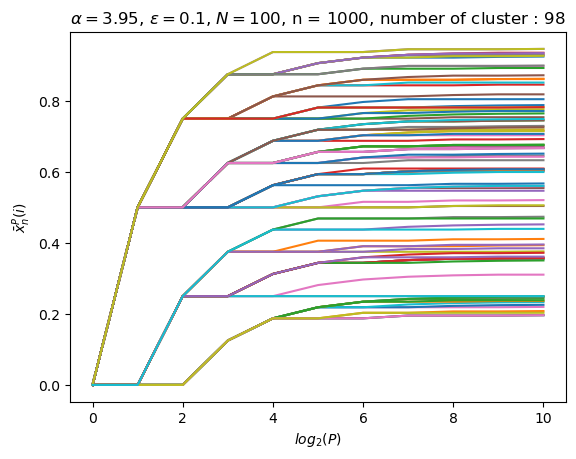 α = 3.95, ε = 0.1, N = 100, n = 1000, number of cluster : 98
x̄ₙᴾ(i)
0.8
0.6
0.4
0.2
0.0
0 2 4 6 8 10
log₂(P)